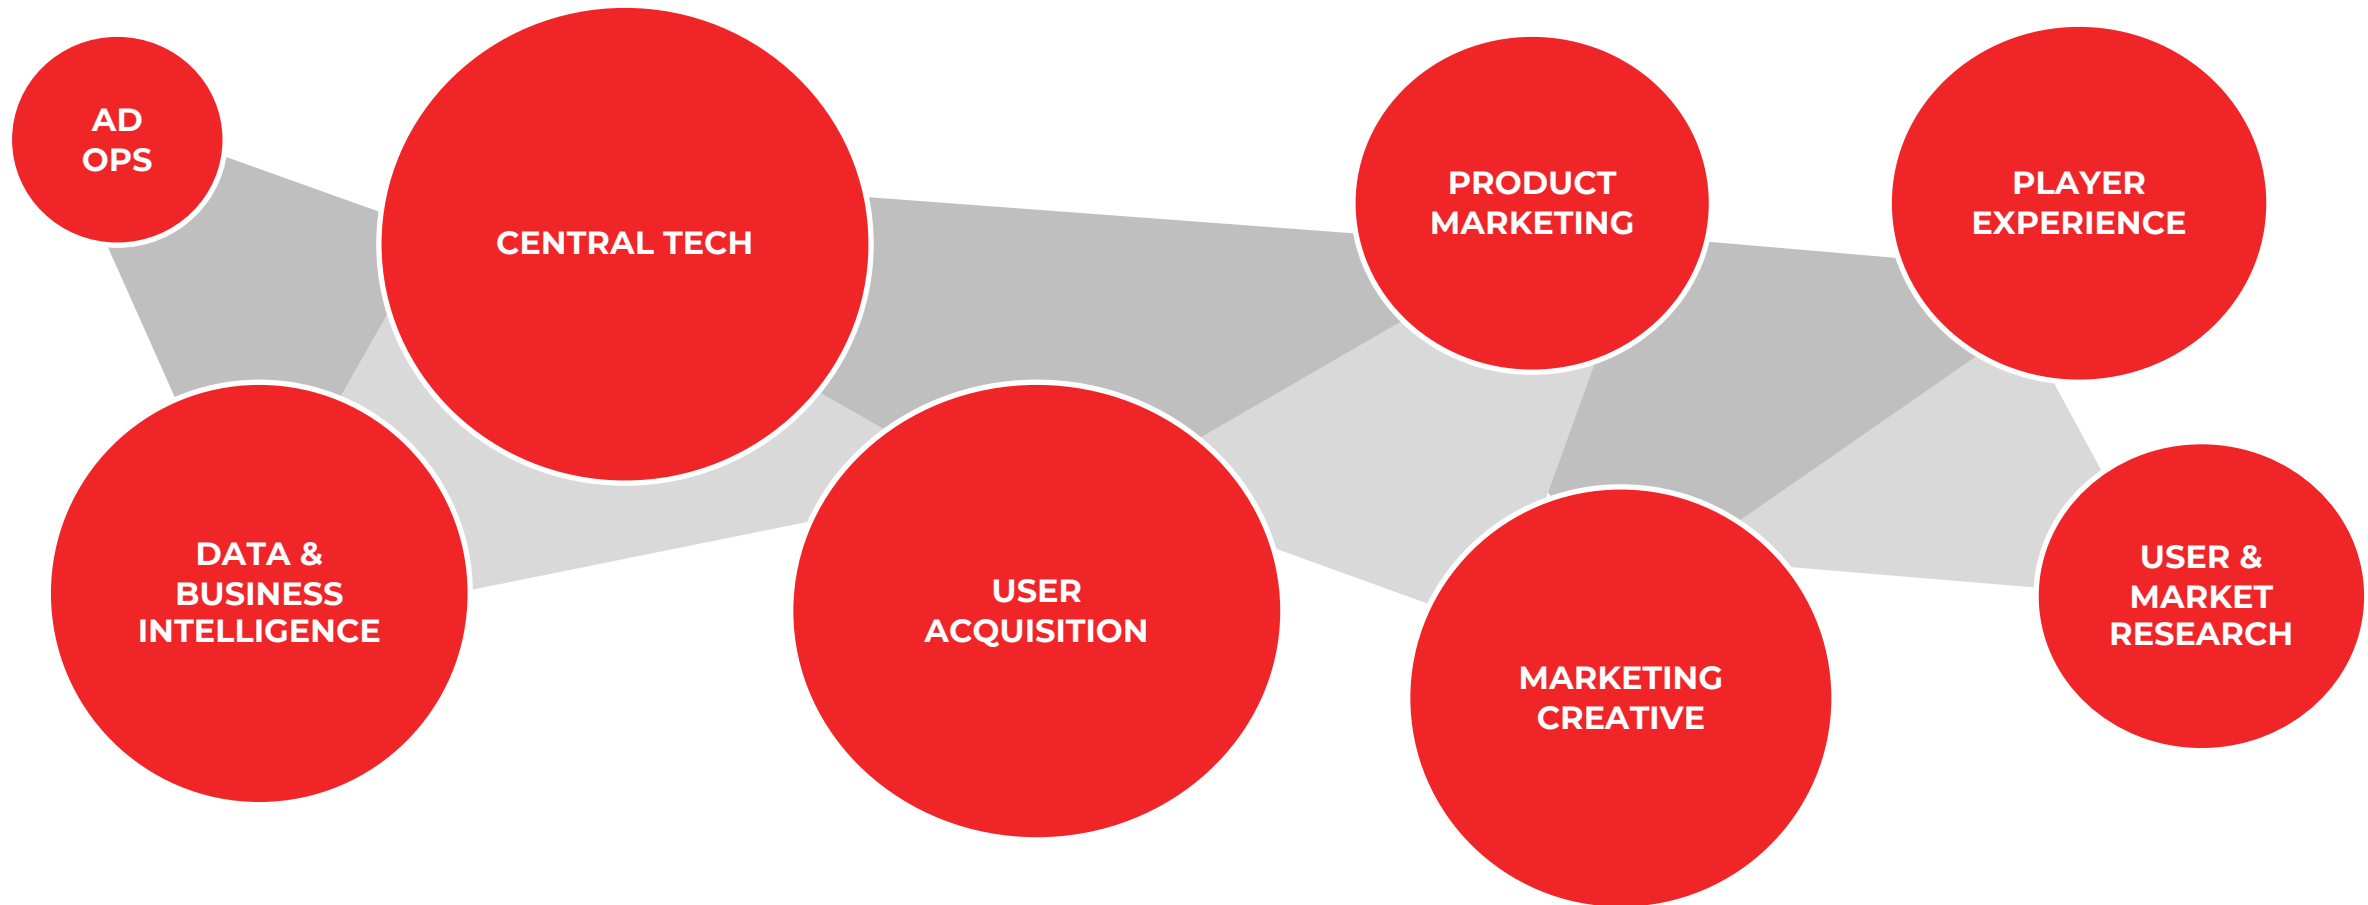 AD
OPS
CENTRAL TECH
PRODUCT
MARKETING
PLAYER
EXPERIENCE
DATA &
BUSINESS
INTELLIGENCE
USER
ACQUISITION
MARKETING
CREATIVE
USER &
MARKET
RESEARCH